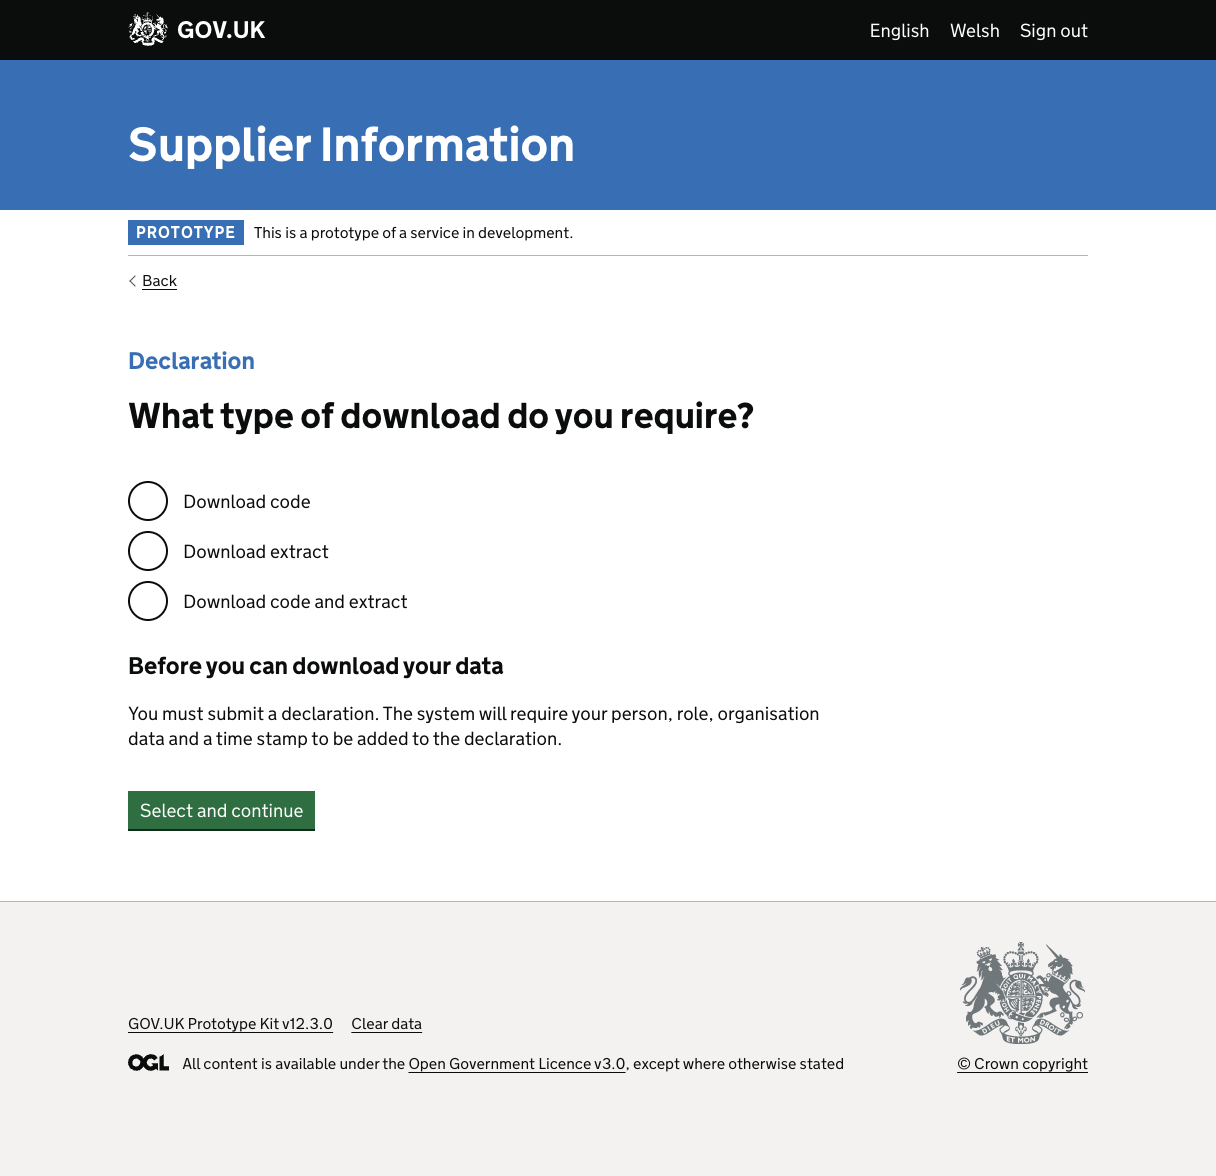 GOV.UK
English Welsh Sign out
Supplier Information
PROTOTYPE This is a prototype of a service in development.
Back
Declaration
What type of download do you require?
Download code
Download extract
Download code and extract
Before you can download your data
You must submit a declaration. The system will require your person, role, organisation
data and a time stamp to be added to the declaration.
Select and continue
GOV.UK Prototype Kit v12.3.0 Clear data
OGL All content is available under the Open Government Licence v3.0, except where otherwise stated
DIEU ET MON DROIT
© Crown copyright